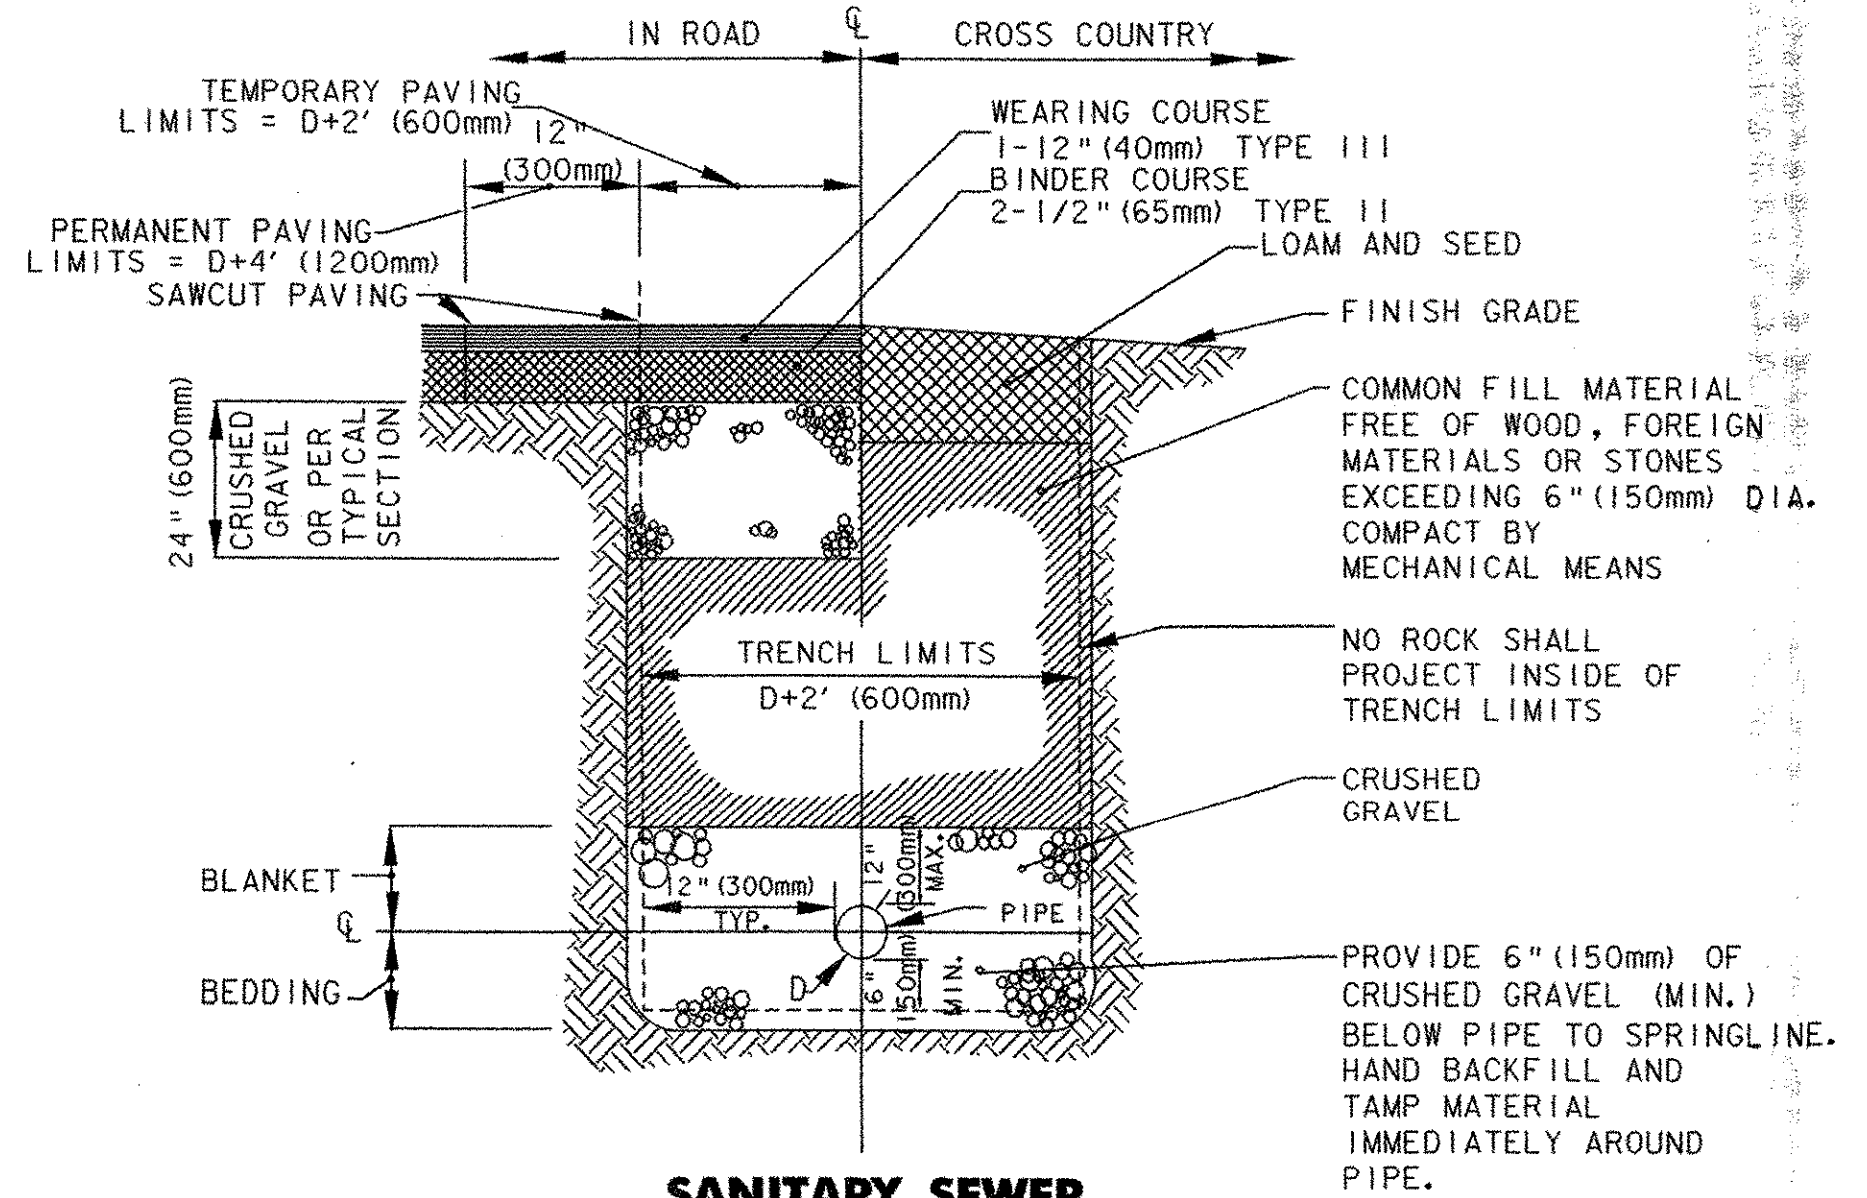 IN ROAD
℄
CROSS COUNTRY
TEMPORARY PAVING
LIMITS = D+2' (600mm)
12"
(300mm)
WEARING COURSE
1-12" (40mm) TYPE III
BINDER COURSE
2-1/2" (65mm) TYPE II
PERMANENT PAVING
LIMITS = D+4' (1200mm)
SAWCUT PAVING
LOAM AND SEED
FINISH GRADE
24" (600mm)
CRUSHED
GRAVEL
OR PER
TYPICAL
SECTION
COMMON FILL MATERIAL
FREE OF WOOD, FOREIGN
MATERIALS OR STONES
EXCEEDING 6" (150mm) DIA.
COMPACT BY
MECHANICAL MEANS
TRENCH LIMITS
D+2' (600mm)
NO ROCK SHALL
PROJECT INSIDE OF
TRENCH LIMITS
CRUSHED
GRAVEL
BLANKET
12" (300mm)
TYP.
12"
(300mm)
MAX.
PIPE
℄
BEDDING
D
6"
(150mm)
MIN.
PROVIDE 6" (150mm) OF
CRUSHED GRAVEL (MIN.)
BELOW PIPE TO SPRINGLINE.
HAND BACKFILL AND
TAMP MATERIAL
IMMEDIATELY AROUND
PIPE.
SANITARY SEWER